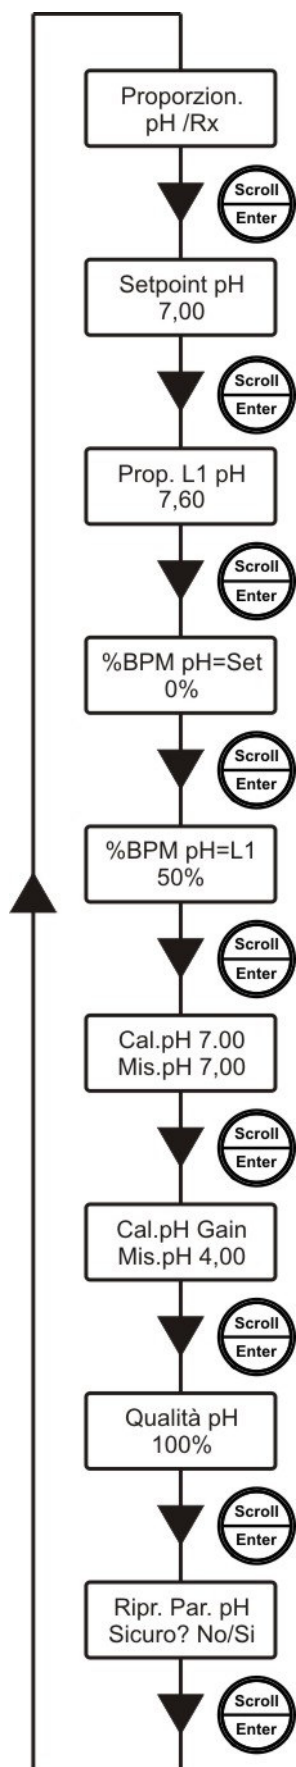 Proporzion.
pH /Rx
Scroll
Enter
Setpoint pH
7,00
Scroll
Enter
Prop. L1 pH
7,60
Scroll
Enter
%BPM pH=Set
0%
Scroll
Enter
%BPM pH=L1
50%
Scroll
Enter
Cal.pH 7.00
Mis.pH 7,00
Scroll
Enter
Cal.pH Gain
Mis.pH 4,00
Scroll
Enter
Qualità pH
100%
Scroll
Enter
Ripr. Par. pH
Sicuro? No/Si
Scroll
Enter